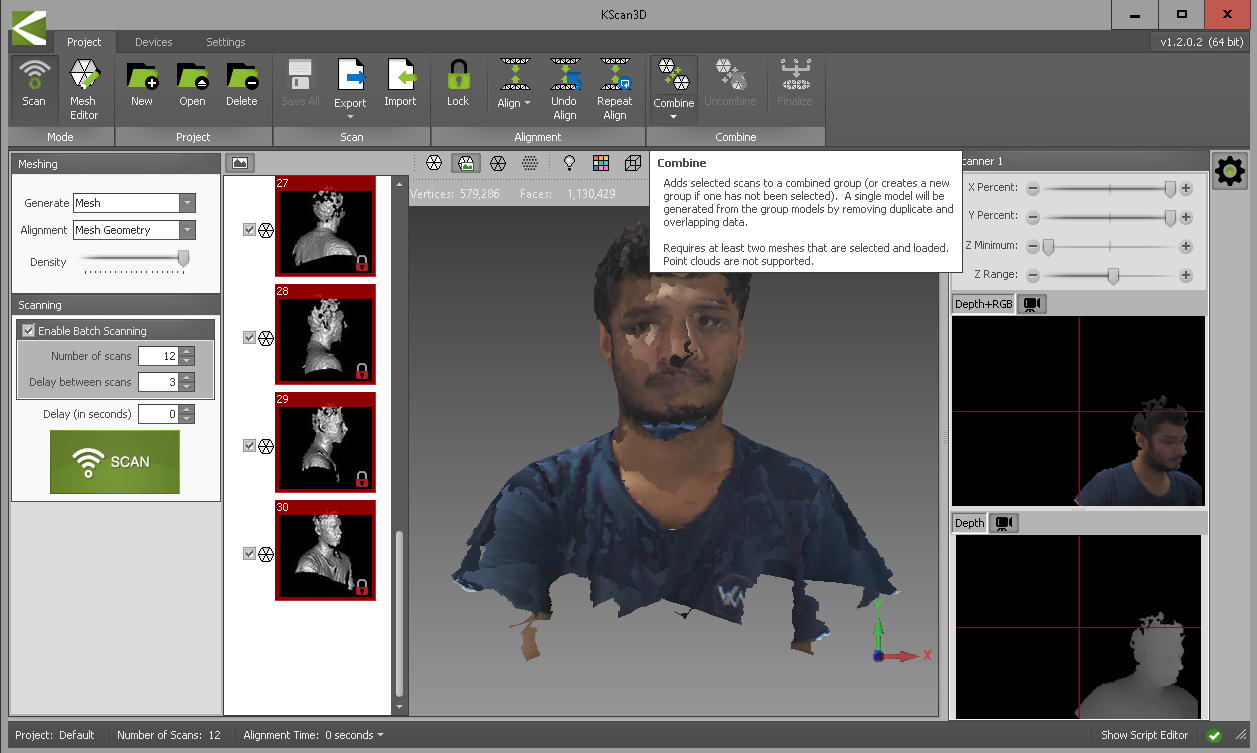 KScan3D
Project Devices Settings
v1.2.0.2 (64 bit)
Scan Mesh Editor New Open Delete Save All Export Import Lock Align Undo Align Repeat Align Combine Uncombine Finalize
Mode Project Scan Alignment Combine
Meshing
Generate Mesh
Alignment Mesh Geometry
Density
Scanning
Enable Batch Scanning
Number of scans 12
Delay between scans 3
Delay (in seconds) 0
SCAN
27
28
29
30
Vertices: 579,286 Faces: 1,130,429
Combine
Adds selected scans to a combined group (or creates a new
group if one has not been selected). A single model will be
generated from the group models by removing duplicate and
overlapping data.
Requires at least two meshes that are selected and loaded.
Point clouds are not supported.
Y
X
canner 1
X Percent:
Y Percent:
Z Minimum:
Z Range:
Depth+RGB
Depth
Project: Default Number of Scans: 12 Alignment Time: 0 seconds Show Script Editor